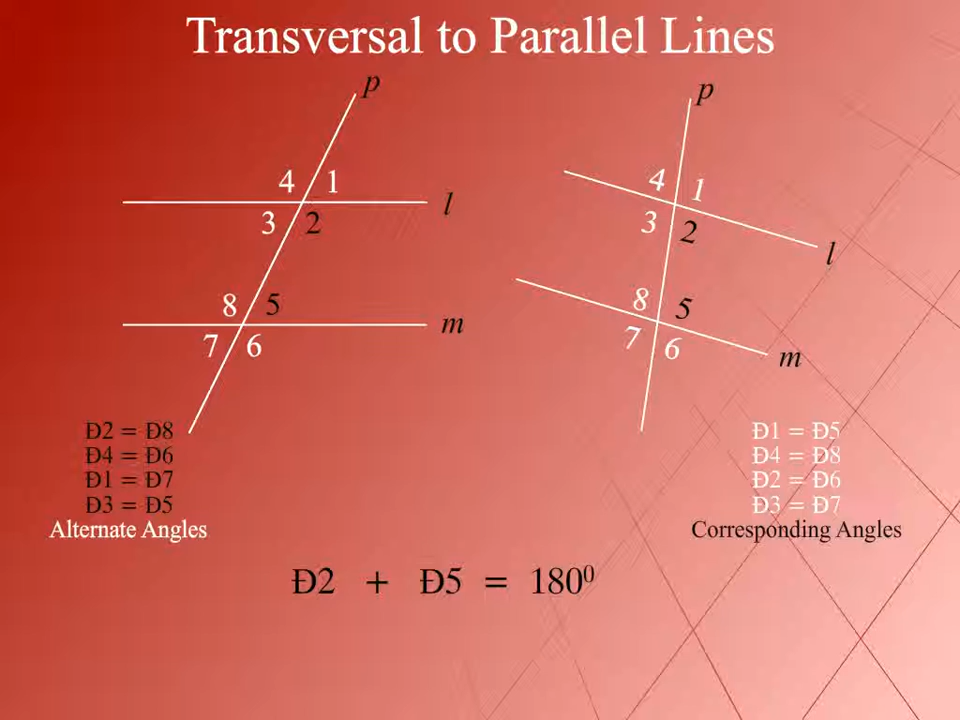 Transversal to Parallel Lines
p
4 1
l
3 2
8 5
m
7 6
p
4 1
3 2
l
8 5
7 6
m
Ð2 = Ð8
Ð4 = Ð6
Ð1 = Ð7
Ð3 = Ð5
Alternate Angles
Ð1 = Ð5
Ð4 = Ð8
Ð2 = Ð6
Ð3 = Ð7
Corresponding Angles
Ð2 + Ð5 = 180⁰